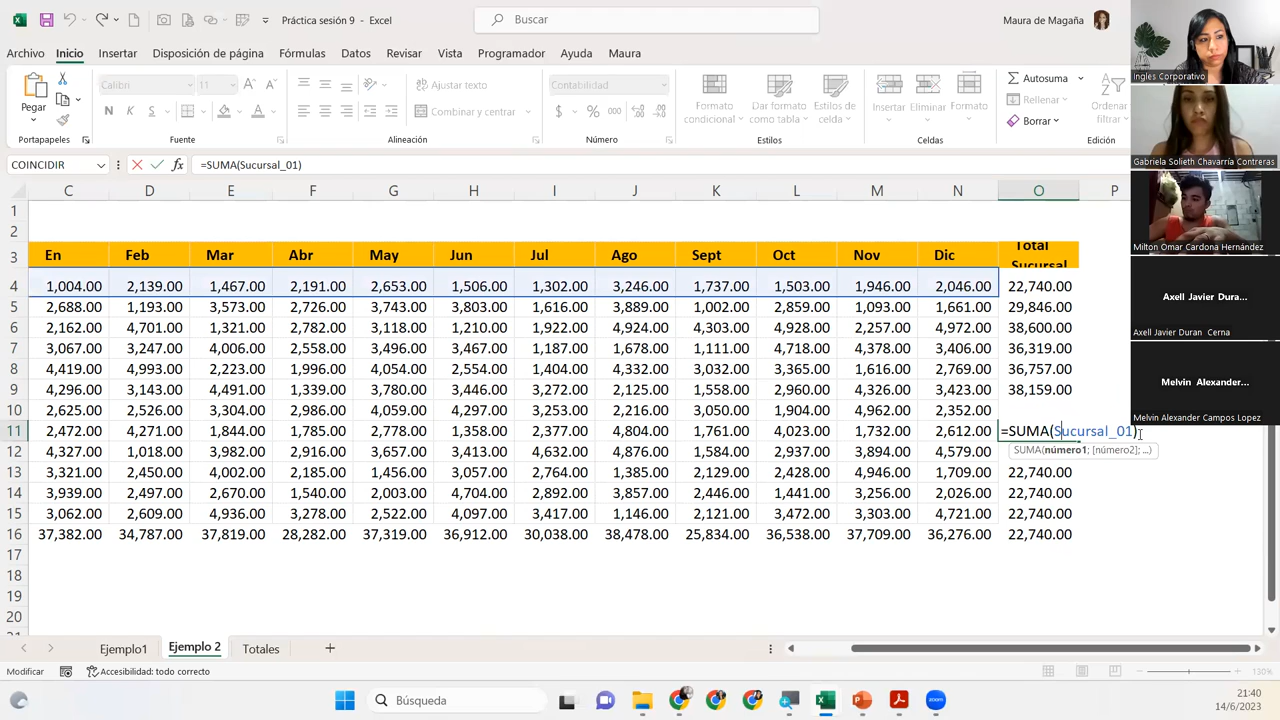 Práctica sesión 9 - Excel
Buscar
Maura de Magaña
Archivo Inicio Insertar Disposición de página Fórmulas Datos Revisar Vista Programador Ayuda Maura
Pegar
Calibri 11
N K S
ab
Contabilidad
$ % 000
Combinar y centrar
Formato condicional
Dar formato como tabla
Estilos de celda
Insertar Eliminar Formato
Autosuma
Rellenar
Borrar
Ordenar
Portapapeles Fuente Alineación Número Estilos Celdas Edición
COINCIDIR fx =SUMA(Sucursal_01)
C D E F G H I J K L M N O P
1
2
3 En Feb Mar Abr May Jun Jul Ago Sept Oct Nov Dic Total Sucursal
4 1,004.00 2,139.00 1,467.00 2,191.00 2,653.00 1,506.00 1,302.00 3,246.00 1,737.00 1,503.00 1,946.00 2,046.00 22,740.00
5 2,688.00 1,193.00 3,573.00 2,726.00 3,743.00 3,803.00 1,616.00 3,889.00 1,002.00 2,859.00 1,093.00 1,661.00 29,846.00
6 2,162.00 4,701.00 1,321.00 2,782.00 3,118.00 1,210.00 1,922.00 4,924.00 4,303.00 4,928.00 2,257.00 4,972.00 38,600.00
7 3,067.00 3,247.00 4,006.00 2,558.00 3,496.00 3,467.00 1,187.00 1,678.00 1,111.00 4,718.00 4,378.00 3,406.00 36,319.00
8 4,419.00 4,993.00 2,223.00 1,996.00 4,054.00 2,554.00 1,404.00 4,332.00 3,032.00 3,365.00 1,616.00 2,769.00 36,757.00
9 4,296.00 3,143.00 4,491.00 1,339.00 3,780.00 3,446.00 3,272.00 2,125.00 1,558.00 2,960.00 4,326.00 3,423.00 38,159.00
10 2,625.00 2,526.00 3,304.00 2,986.00 4,059.00 4,297.00 3,253.00 2,216.00 3,050.00 1,904.00 4,962.00 2,352.00
11 2,472.00 4,271.00 1,844.00 1,785.00 2,778.00 1,358.00 2,377.00 4,804.00 1,761.00 4,023.00 1,732.00 2,612.00 =SUMA(Sucursal_01)
SUMA(número1; [número2]; ...)
12 4,327.00 1,018.00 3,982.00 2,916.00 3,657.00 3,413.00 4,632.00 4,876.00 1,584.00 2,937.00 3,894.00 4,579.00
13 3,321.00 2,450.00 4,002.00 2,185.00 1,456.00 3,057.00 2,764.00 1,385.00 2,129.00 2,428.00 4,946.00 1,709.00 22,740.00
14 3,939.00 2,497.00 2,670.00 1,540.00 2,003.00 4,704.00 2,892.00 3,857.00 2,446.00 1,441.00 3,256.00 2,026.00 22,740.00
15 3,062.00 2,609.00 4,936.00 3,278.00 2,522.00 4,097.00 3,417.00 1,146.00 2,121.00 3,472.00 3,303.00 4,721.00 22,740.00
16 37,382.00 34,787.00 37,819.00 28,282.00 37,319.00 36,912.00 30,038.00 38,478.00 25,834.00 36,538.00 37,709.00 36,276.00 22,740.00
17
18
19
20
Ejemplo1 Ejemplo 2 Totales
Modificar Accesibilidad: todo correcto 130%
Búsqueda
zoom
21:40
14/6/2023
Ingles Corporativo
Gabriela Solieth Chavarría Contreras
Milton Omar Cardona Hernández
Axell Javier Dura...
Axell Javier Duran Cerna
Melvin Alexander...
Melvin Alexander Campos Lopez